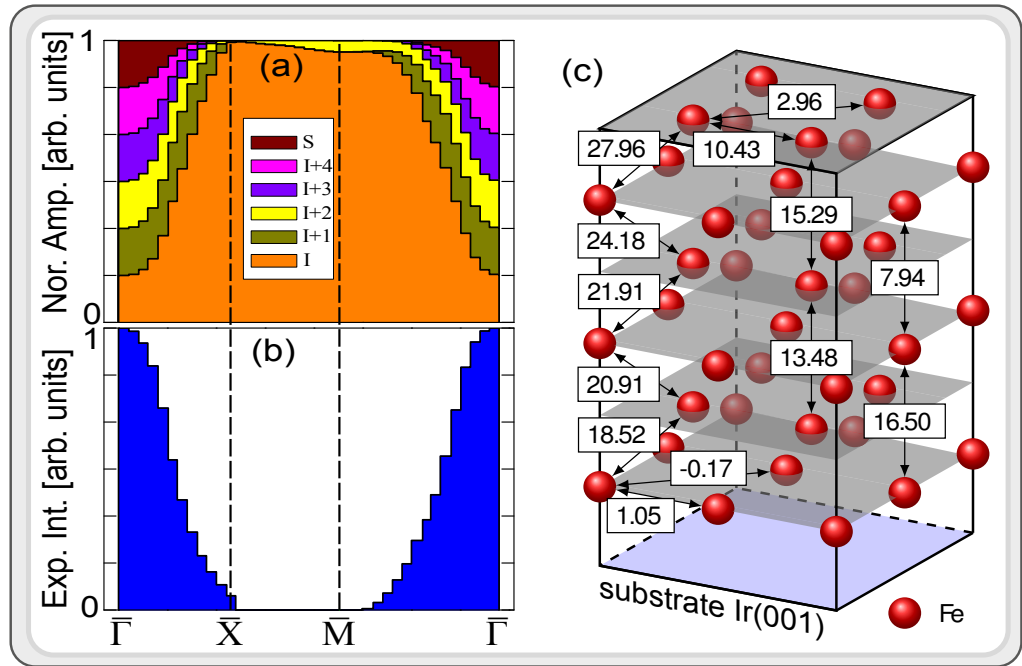 Nor. Amp. [arb. units]
1
0
(a)
S
I+4
I+3
I+2
I+1
I
Exp. Int. [arb. units]
1
0
(b)
Γ̅
X̅
M̅
Γ̅
(c)
2.96
27.96
10.43
15.29
24.18
7.94
21.91
13.48
20.91
16.50
18.52
-0.17
1.05
substrate Ir(001)
Fe